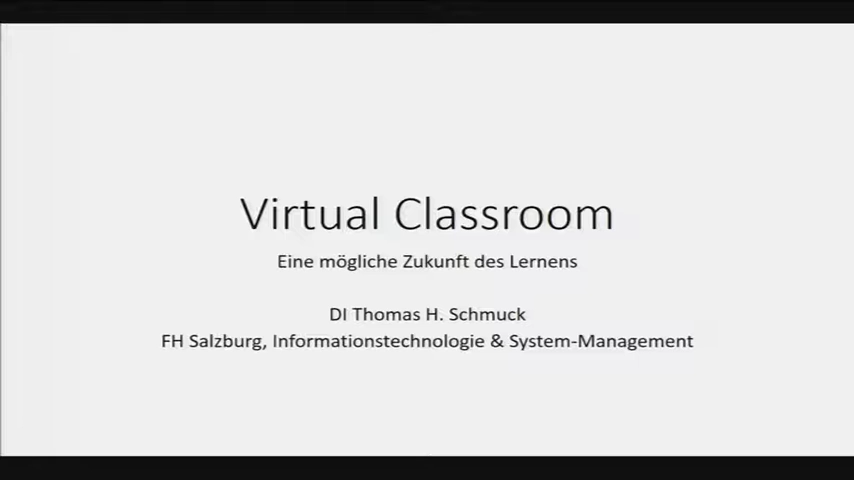 Virtual Classroom
Eine mögliche Zukunft des Lernens
DI Thomas H. Schmuck
FH Salzburg, Informationstechnologie & System-Management